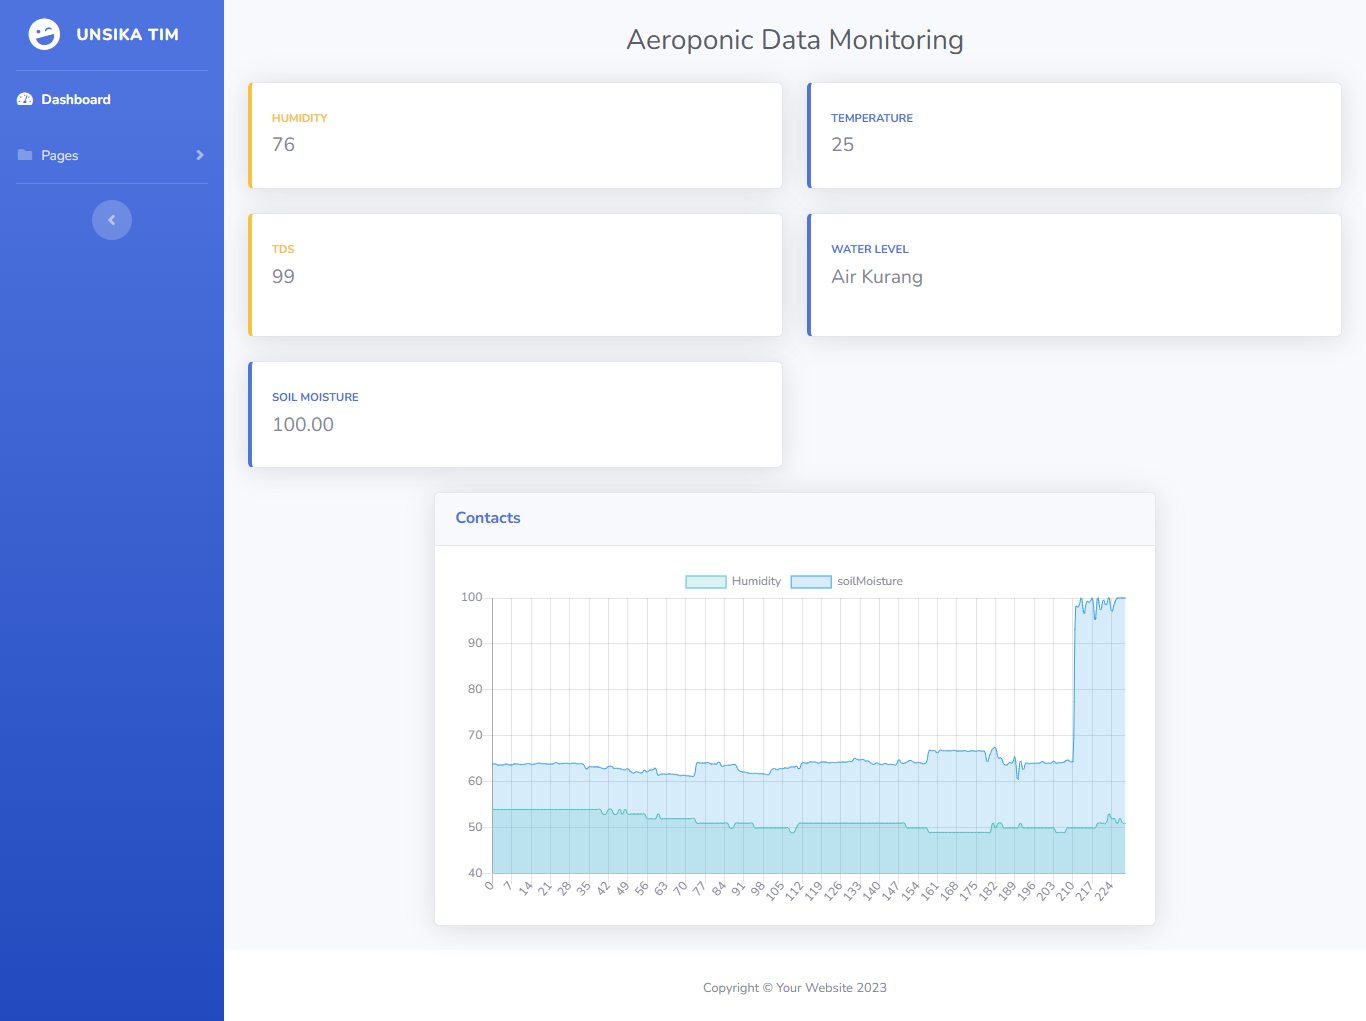 UNSIKA TIM
Dashboard
Pages
Aeroponic Data Monitoring
HUMIDITY
76
TEMPERATURE
25
TDS
99
WATER LEVEL
Air Kurang
SOIL MOISTURE
100.00
Contacts
Humidity soilMoisture
100
90
80
70
60
50
40
0 7 14 21 28 35 42 49 56 63 70 77 84 91 98 105 112 119 126 133 140 147 154 161 168 175 182 189 196 203 210 217 224
Copyright © Your Website 2023